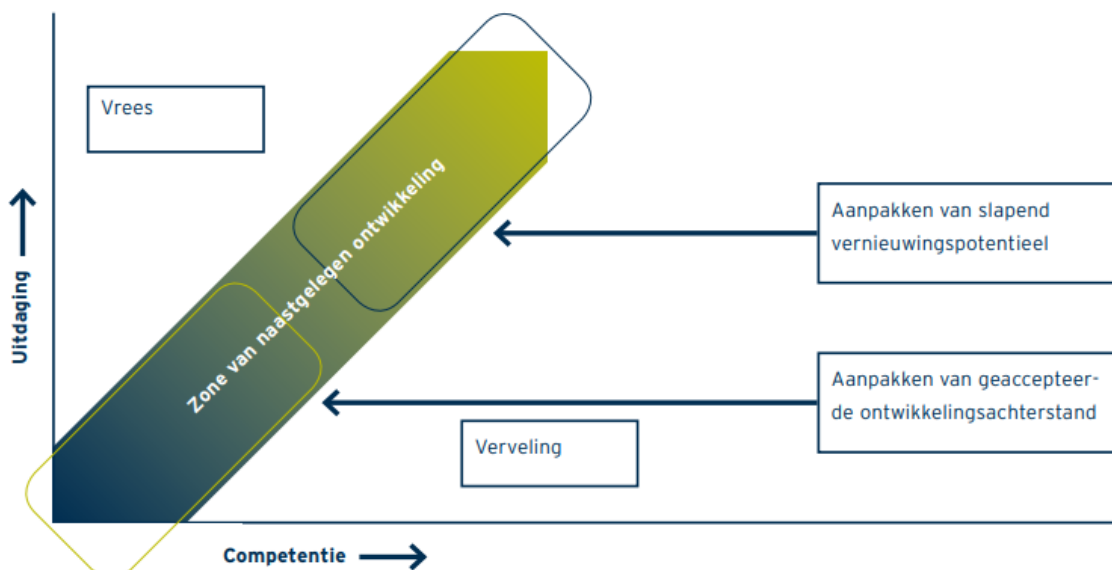 Vrees
Zone van naastgelegen ontwikkeling
Aanpakken van slapend
vernieuwingspotentieel
Uitdaging
Aanpakken van geaccepteer-
de ontwikkelingsachterstand
Verveling
Competentie